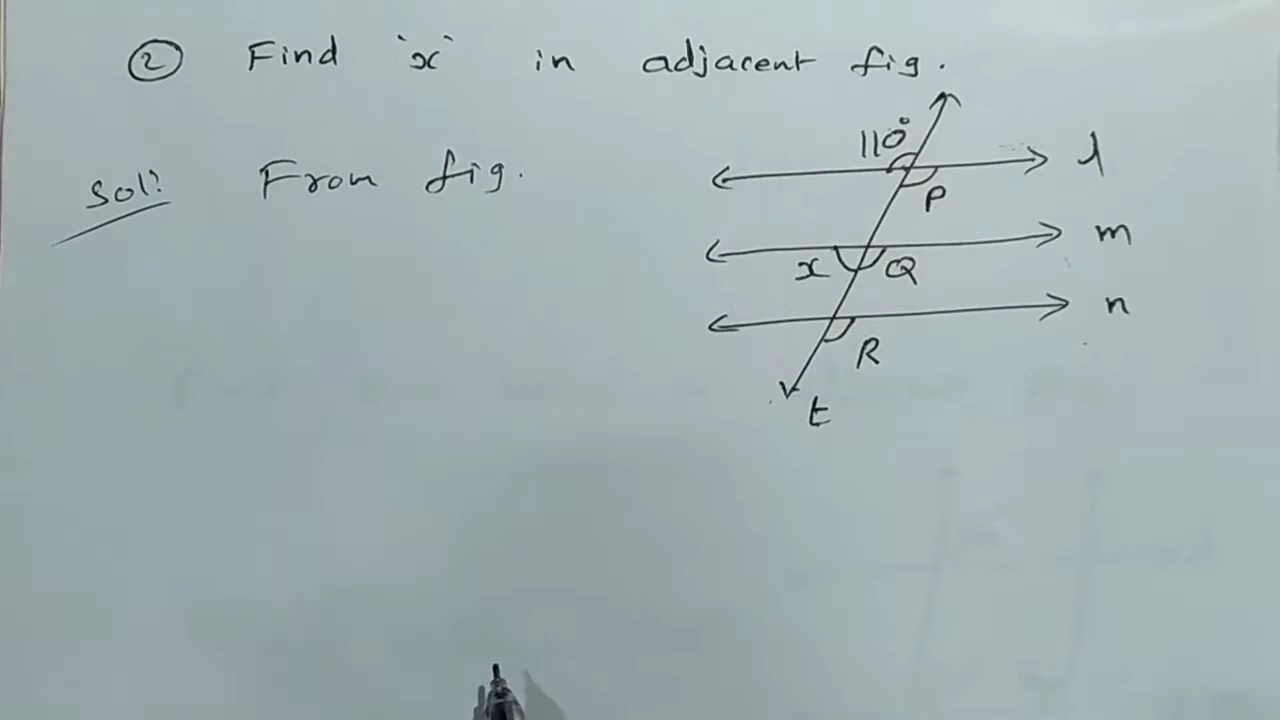 ② Find 'x' in adjacent fig.
Sol: From fig.
110°
l
P
m
x Q
n
R
t